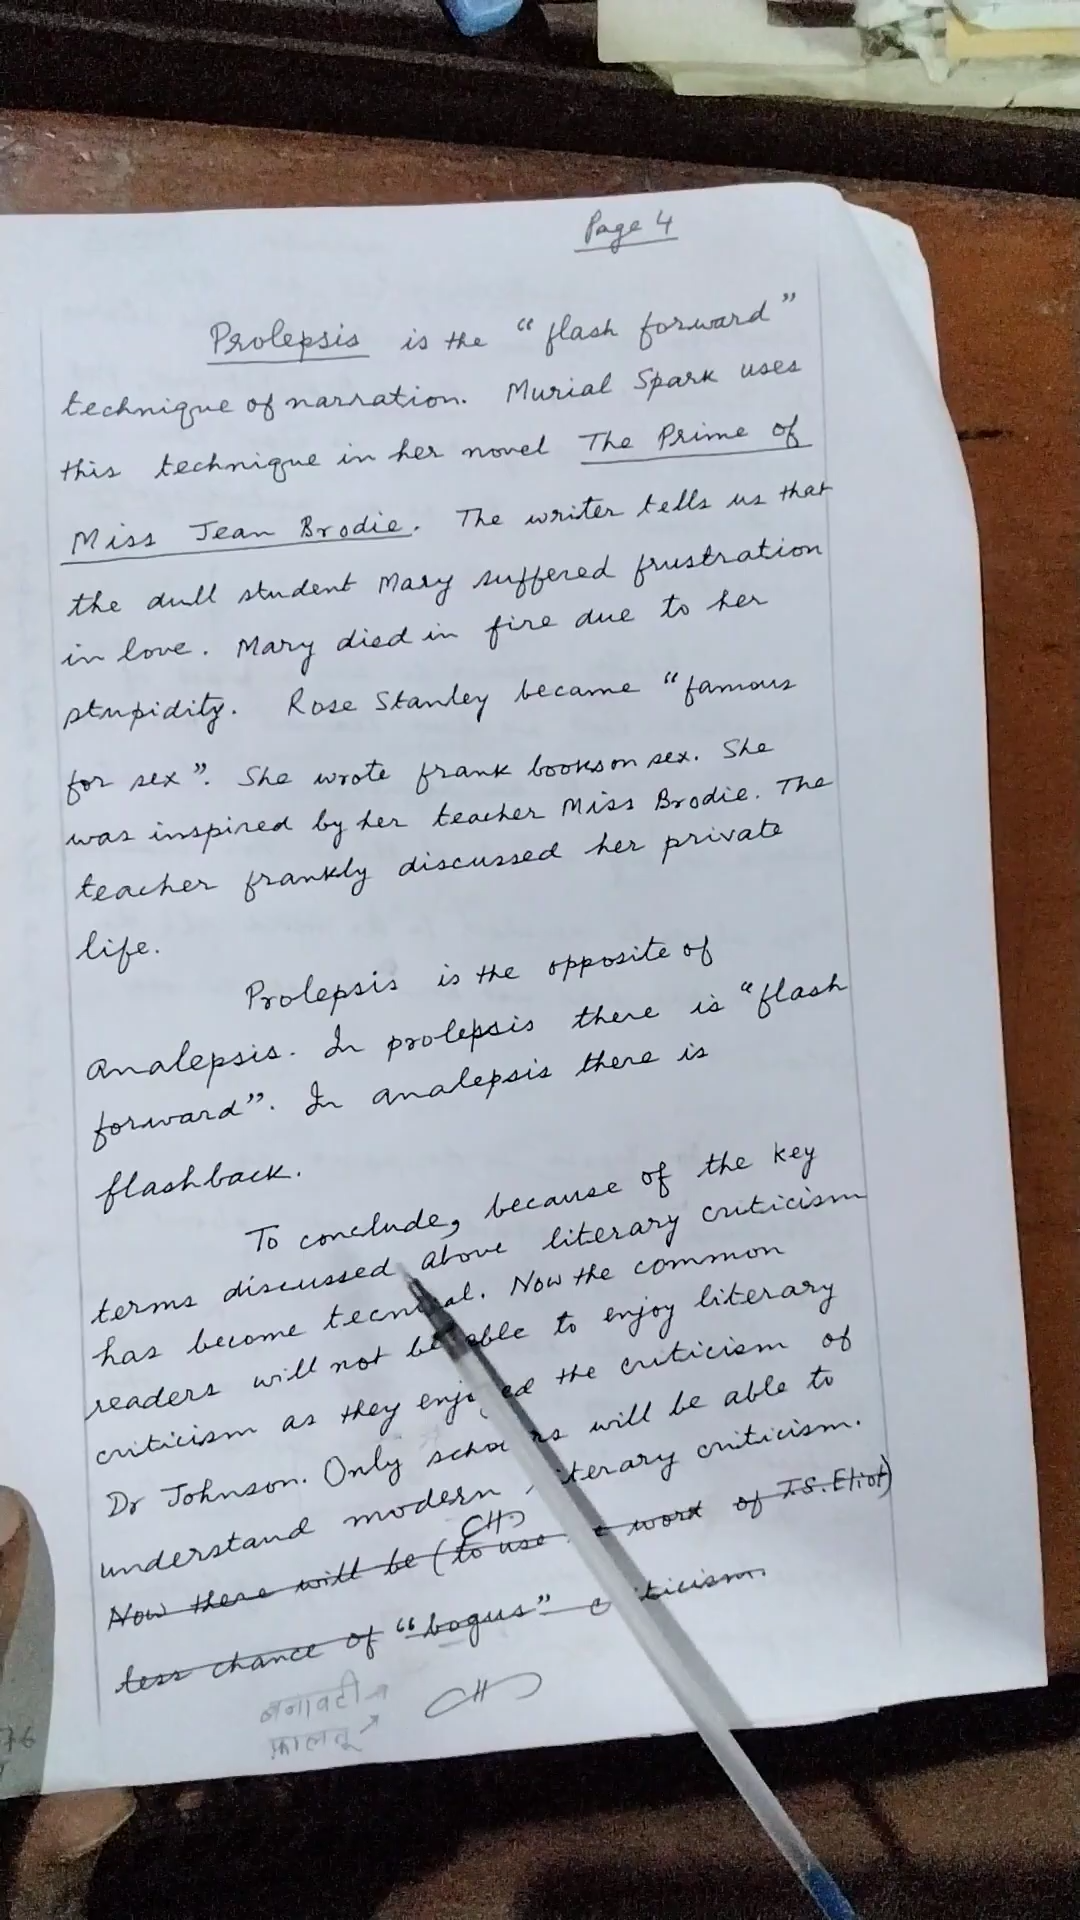 Page 4
Prolepsis is the "flash forward"
technique of narration. Murial Spark uses
this technique in her novel The Prime of
Miss Jean Brodie. The writer tells us that
the dull student Mary suffered frustration
in love. Mary died in fire due to her
stupidity. Rose Stanley became "famous
for sex". She wrote frank books on sex. She
was inspired by her teacher Miss Brodie. The
teacher frankly discussed her private
life.
Prolepsis is the opposite of
analepsis. In prolepsis there is "flash
forward". In analepsis there is
flashback.
To conclude, because of the key
terms discussed above literary criticism
has become Now the common
readers will not be able to enjoy literary
criticism as they enjoyed the criticism of
Dr Johnson. Only will be able to
understand modern literary criticism.
Now there will be (to use word of T.S. Eliot)
less chance of "bogus" criticism.
बनावटी →
फ़ालतू ↗